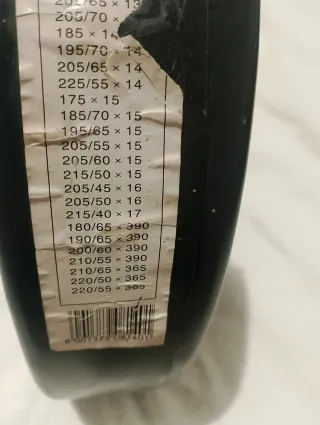 205/70 ×
185 × 14
195/70 × 14
205/65 × 14
225/55 × 14
175 × 15
185/70 × 15
195/65 × 15
205/55 × 15
205/60 × 15
215/50 × 15
205/45 × 16
205/50 × 16
215/40 × 17
180/65 × 390
190/65 × 390
200/60 × 390
210/55 × 390
210/65 × 365
220/50 × 365
220/55 × 365